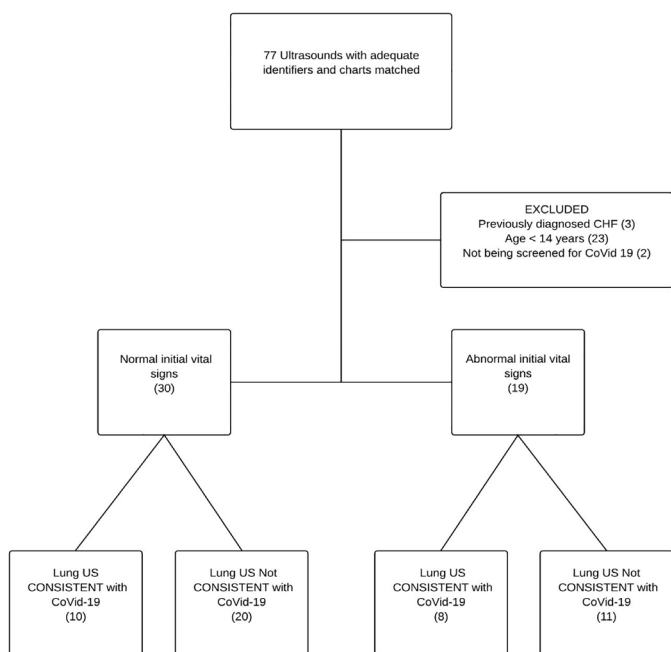 77 Ultrasounds with adequate
identifiers and charts matched
EXCLUDED
Previously diagnosed CHF (3)
Age < 14 years (23)
Not being screened for CoVid 19 (2)
Normal initial vital
signs
(30)
Abnormal initial vital
signs
(19)
Lung US
CONSISTENT with
CoVid-19
(10)
Lung US Not
CONSISTENT with
CoVid-19
(20)
Lung US
CONSISTENT with
CoVid-19
(8)
Lung US Not
CONSISTENT with
CoVid-19
(11)